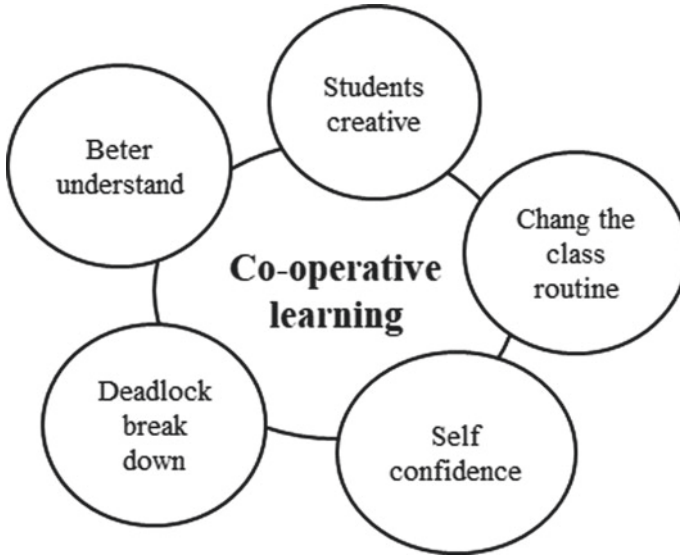 Students
creative
Beter
understand
Chang the
class
routine
Co-operative
learning
Deadlock
break
down
Self
confidence